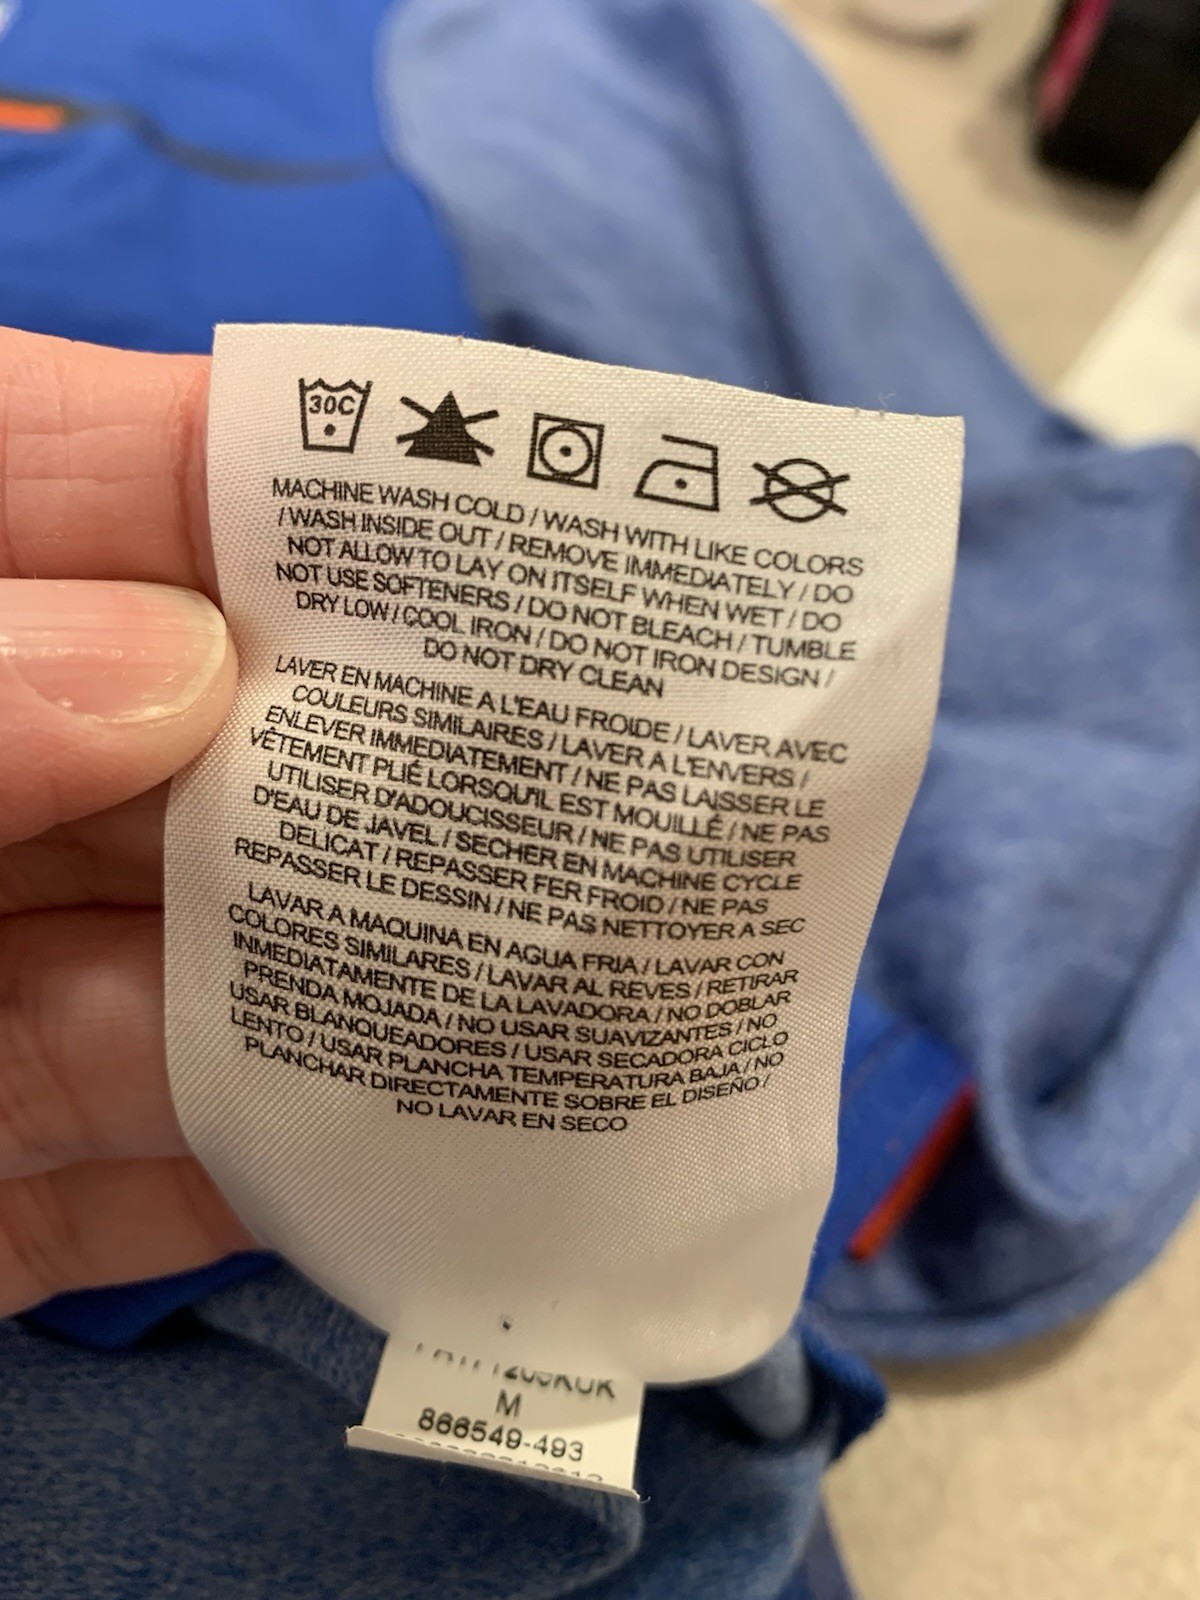 30C
MACHINE WASH COLD / WASH WITH LIKE COLORS
/ WASH INSIDE OUT / REMOVE IMMEDIATELY / DO
NOT ALLOW TO LAY ON ITSELF WHEN WET / DO
NOT USE SOFTENERS / DO NOT BLEACH / TUMBLE
DRY LOW / COOL IRON / DO NOT IRON DESIGN /
DO NOT DRY CLEAN
LAVER EN MACHINE A L'EAU FROIDE / LAVER AVEC
COULEURS SIMILAIRES / LAVER A L'ENVERS /
ENLEVER IMMEDIATEMENT / NE PAS LAISSER LE
VÊTEMENT PLIÉ LORSQU'IL EST MOUILLÉ / NE PAS
UTILISER D'ADOUCISSEUR / NE PAS UTILISER
D'EAU DE JAVEL / SECHER EN MACHINE CYCLE
DELICAT / REPASSER FER FROID / NE PAS
REPASSER LE DESSIN / NE PAS NETTOYER A SEC
LAVAR A MAQUINA EN AGUA FRIA / LAVAR CON
COLORES SIMILARES / LAVAR AL REVES / RETIRAR
INMEDIATAMENTE DE LA LAVADORA / NO DOBLAR
PRENDA MOJADA / NO USAR SUAVIZANTES / NO
USAR BLANQUEADORES / USAR SECADORA CICLO
LENTO / USAR PLANCHA TEMPERATURA BAJA / NO
PLANCHAR DIRECTAMENTE SOBRE EL DISEÑO /
NO LAVAR EN SECO
M
866549-493